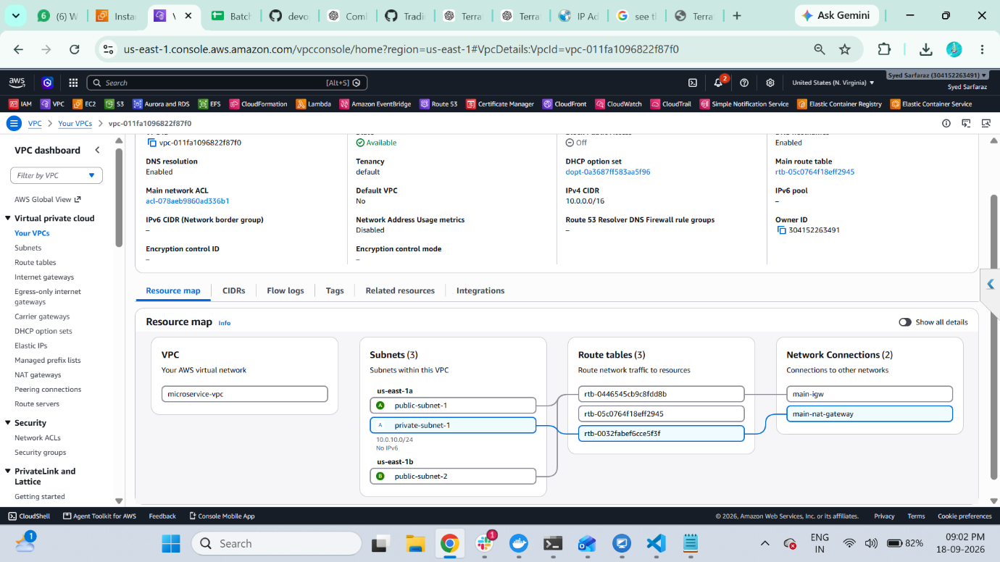 6
(6) W
Instan
V
Batch
devo
Coml
Tradi
Terra
Terra
IP Ad
see th
Terra
Ask Gemini
us-east-1.console.aws.amazon.com/vpcconsole/home?region=us-east-1#VpcDetails:VpcId=vpc-011fa1096822f87f0
aws
Search
[Alt+S]
2
United States (N. Virginia) ▼
Syed Sarfaraz (304152263491) ▼
Syed Sarfaraz
IAM
VPC
EC2
S3
Aurora and RDS
EFS
CloudFormation
Lambda
Amazon EventBridge
Route 53
Certificate Manager
CloudFront
CloudWatch
CloudTrail
Simple Notification Service
Elastic Container Registry
Elastic Container Service
VPC
Your VPCs
vpc-011fa1096822f87f0
VPC dashboard
Filter by VPC
AWS Global View
Virtual private cloud
Your VPCs
Subnets
Route tables
Internet gateways
Egress-only internet
gateways
Carrier gateways
DHCP option sets
Elastic IPs
Managed prefix lists
NAT gateways
Peering connections
Route servers
Security
Network ACLs
Security groups
PrivateLink and
Lattice
Getting started
vpc-011fa1096822f87f0
Available
Off
Enabled
DNS resolution
Enabled
Tenancy
default
DHCP option set
dopt-0a3687ff583aa5f96
Main route table
rtb-05c0764f18eff2945
Main network ACL
acl-078aeb9860ad336b1
Default VPC
No
IPv4 CIDR
10.0.0.0/16
IPv6 pool
–
IPv6 CIDR (Network border group)
–
Network Address Usage metrics
Disabled
Route 53 Resolver DNS Firewall rule groups
–
Owner ID
304152263491
Encryption control ID
–
Encryption control mode
–
Resource map
CIDRs
Flow logs
Tags
Related resources
Integrations
Resource map Info
Show all details
VPC
Your AWS virtual network
microservice-vpc
Subnets (3)
Subnets within this VPC
us-east-1a
A public-subnet-1
A private-subnet-1
10.0.10.0/24
No IPv6
us-east-1b
B public-subnet-2
Route tables (3)
Route network traffic to resources
rtb-0446545cb9c8fdd8b
rtb-05c0764f18eff2945
rtb-0032fabef6cce5f3f
Network Connections (2)
Connections to other networks
main-igw
main-nat-gateway
CloudShell
Agent Toolkit for AWS
Feedback
Console Mobile App
© 2026, Amazon Web Services, Inc. or its affiliates.
Privacy
Terms
Cookie preferences
1
Search
1
ENG
IN
82%
09:02 PM
18-09-2026